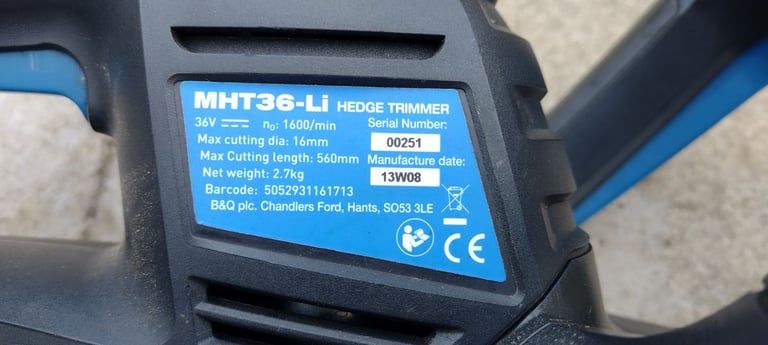 MHT36-Li HEDGE TRIMMER
36V n₀: 1600/min
Serial Number:
Max cutting dia: 16mm
00251
Max Cutting length: 560mm
Manufacture date:
Net weight: 2.7kg
13W08
Barcode: 5052931161713
B&Q plc. Chandlers Ford, Hants, SO53 3LE
CE